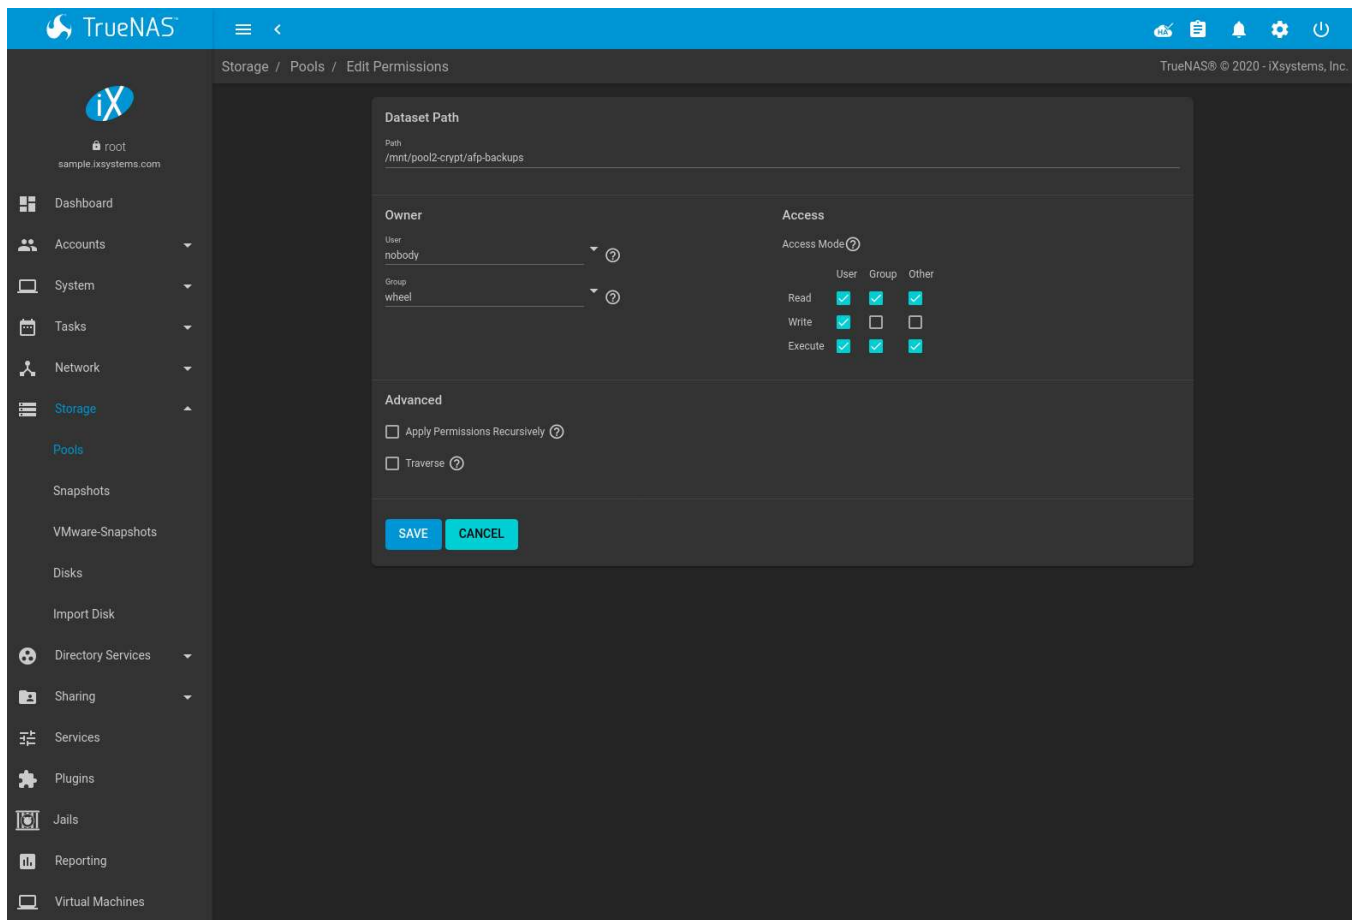 TrueNAS™
HA
Storage / Pools / Edit Permissions
TrueNAS® © 2020 - iXsystems, Inc.
iX
root
sample.ixsystems.com
Dashboard
Accounts
System
Tasks
Network
Storage
Pools
Snapshots
VMware-Snapshots
Disks
Import Disk
Directory Services
Sharing
Services
Plugins
Jails
Reporting
Virtual Machines
Dataset Path
Path
/mnt/pool2-crypt/afp-backups
Owner
User
nobody
Group
wheel
Access
Access Mode
User Group Other
Read
Write
Execute
Advanced
Apply Permissions Recursively
Traverse
SAVE CANCEL